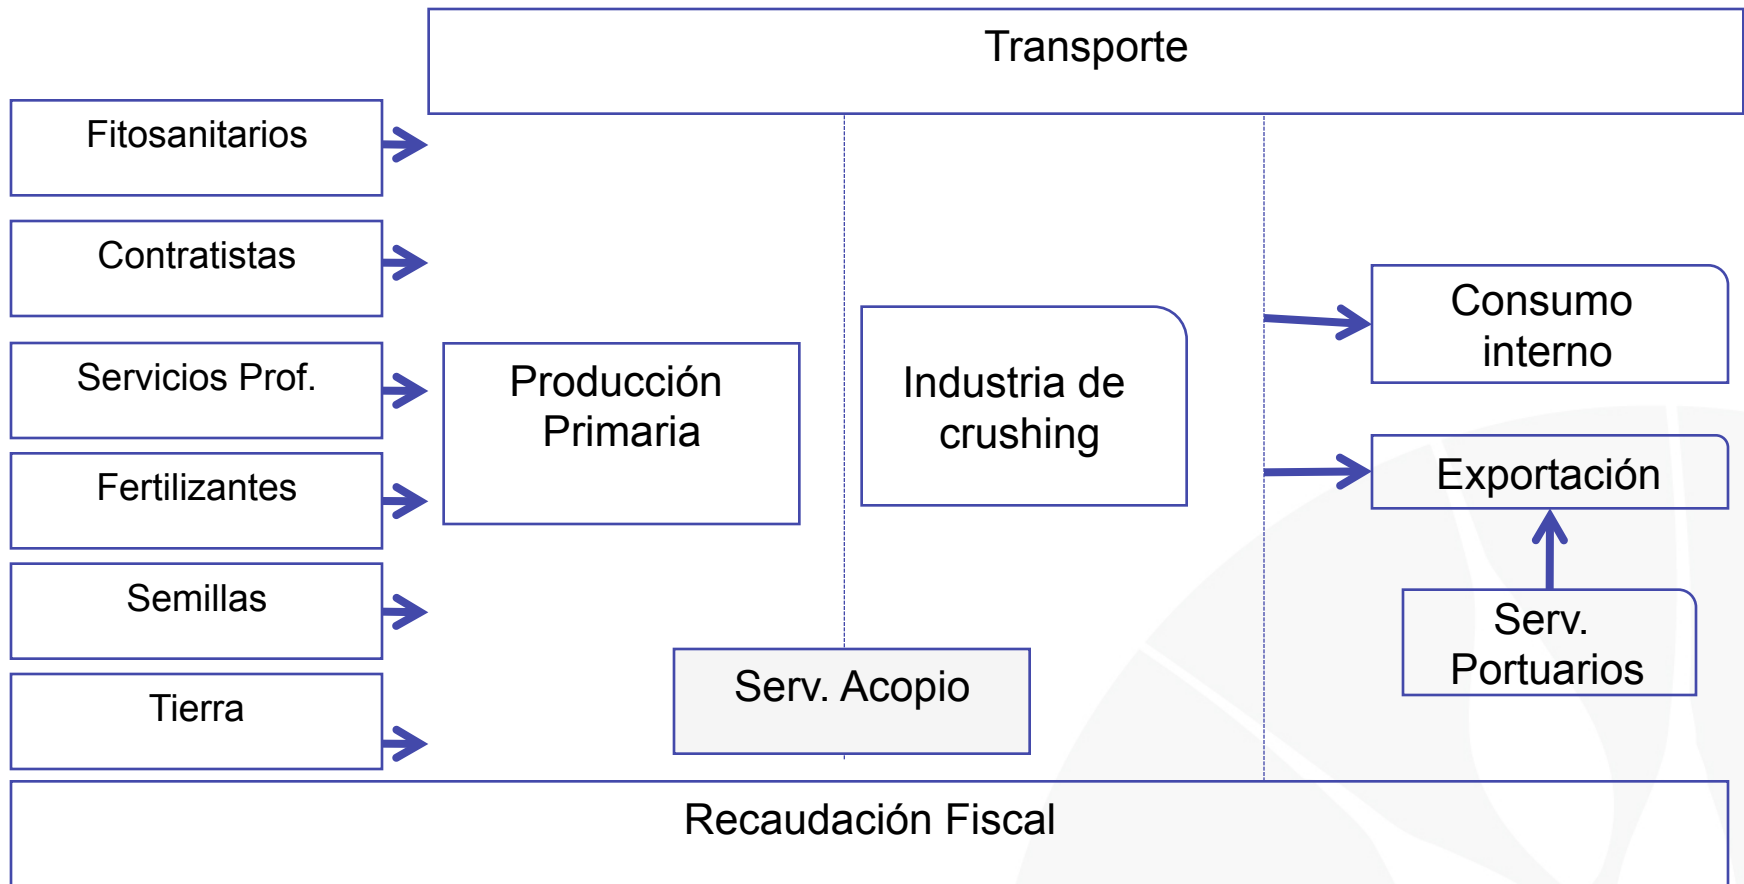 Transporte
Fitosanitarios
Contratistas
Servicios Prof.
Fertilizantes
Semillas
Tierra
Producción
Primaria
Industria de
crushing
Serv. Acopio
Consumo
interno
Exportación
Serv.
Portuarios
Recaudación Fiscal